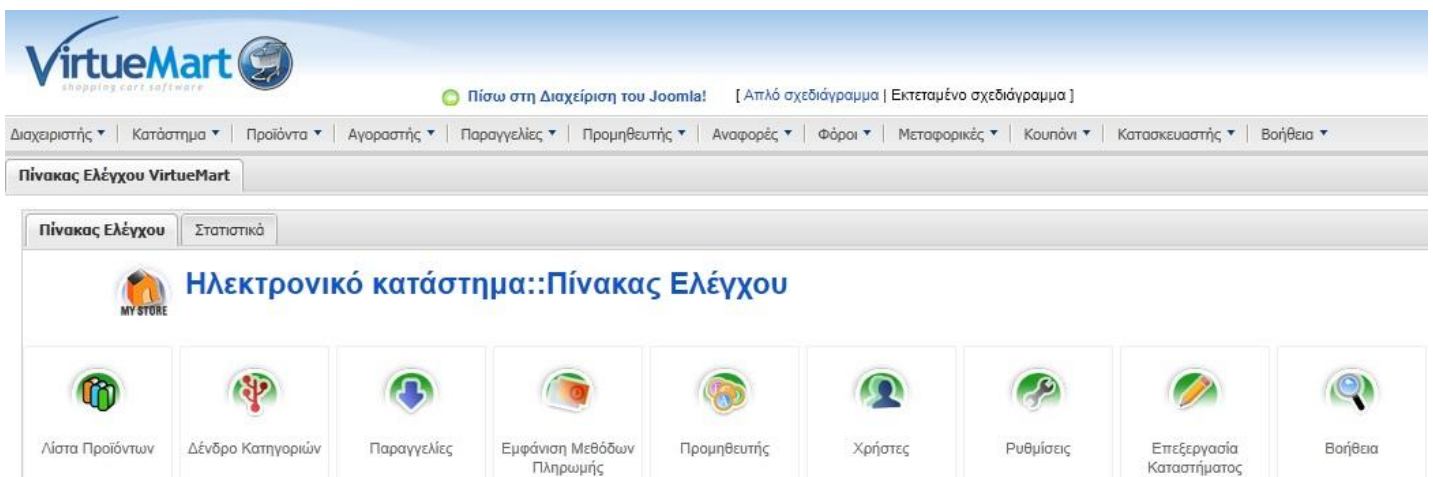 VirtueMart
shopping cart software
Πίσω στη Διαχείριση του Joomla! [ Απλό σχεδιάγραμμα | Εκτεταμένο σχεδιάγραμμα ]
Διαχειριστής | Κατάστημα | Προϊόντα | Αγοραστής | Παραγγελίες | Προμηθευτής | Αναφορές | Φόροι | Μεταφορικές | Κουπόνι | Κατασκευαστής | Βοήθεια
Πίνακας Ελέγχου VirtueMart
Πίνακας Ελέγχου Στατιστικά
MY STORE
Ηλεκτρονικό κατάστημα::Πίνακας Ελέγχου
Λίστα Προϊόντων Δένδρο Κατηγοριών Παραγγελίες Εμφάνιση Μεθόδων Προμηθευτής Χρήστες Ρυθμίσεις Επεξεργασία Βοήθεια
Πληρωμής Καταστήματος